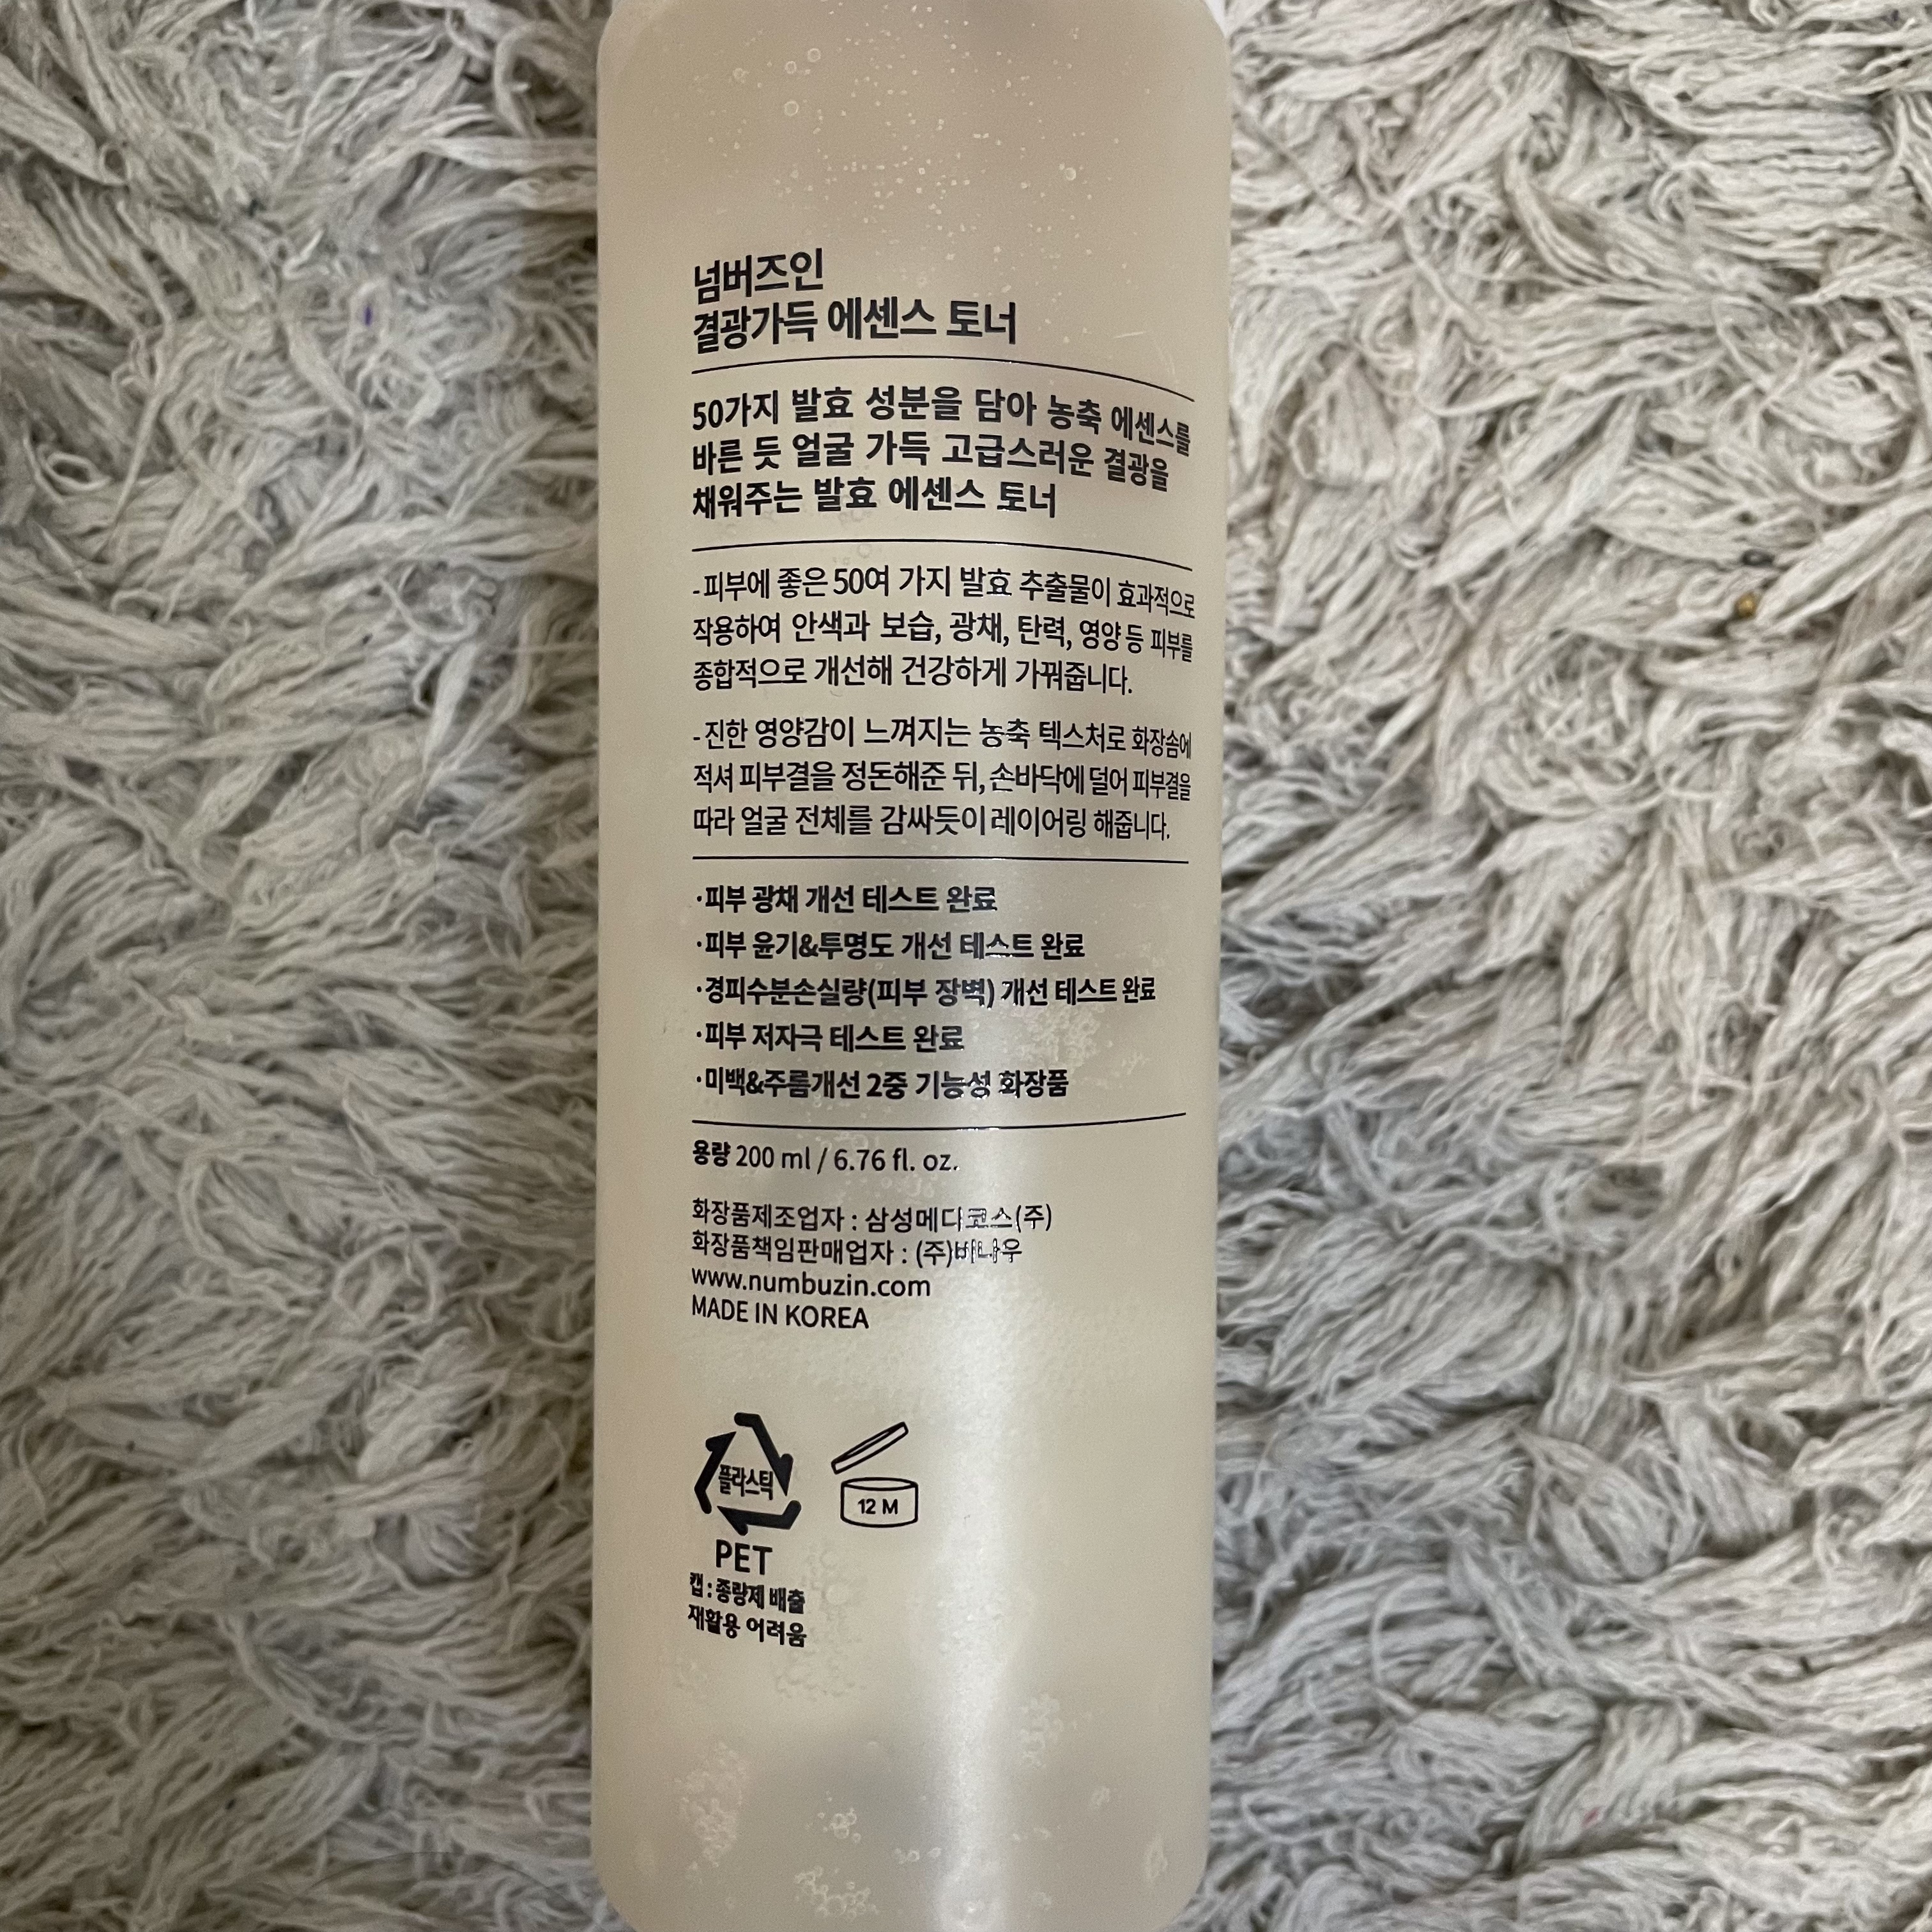 넘버즈인
결광가득 에센스 토너
50가지 발효 성분을 담아 농축 에센스를
바른 듯 얼굴 가득 고급스러운 결광을
채워주는 발효 에센스 토너
-피부에 좋은 50여 가지 발효 추출물이 효과적으로
작용하여 안색과 보습, 광채, 탄력, 영양 등 피부를
종합적으로 개선해 건강하게 가꿔줍니다.
-진한 영양감이 느껴지는 농축 텍스처로 화장솜에
적셔 피부결을 정돈해준 뒤, 손바닥에 덜어 피부결을
따라 얼굴 전체를 감싸듯이 레이어링 해줍니다.
·피부 광채 개선 테스트 완료
·피부 윤기&투명도 개선 테스트 완료
·경피수분손실량(피부 장벽) 개선 테스트 완료
·피부 저자극 테스트 완료
·미백&주름개선 2중 기능성 화장품
용량 200 ml / 6.76 fl. oz.
화장품제조업자 : 삼성메디코스(주)
화장품책임판매업자 : (주)비나우
www.numbuzin.com
MADE IN KOREA
플라스틱
12 M
PET
캡 : 종량제 배출
재활용 어려움